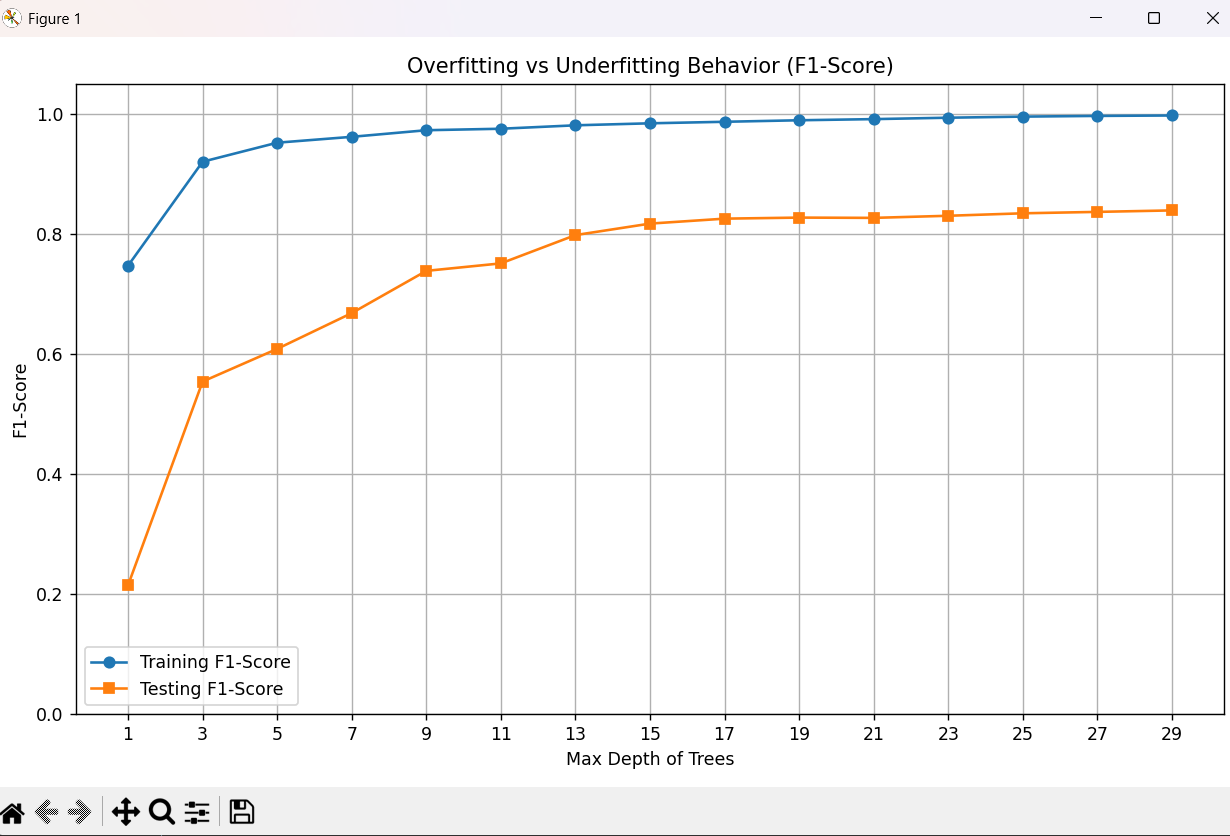 Figure 1
Overfitting vs Underfitting Behavior (F1-Score)
1.0
0.8
0.6
0.4
0.2
0.0
F1-Score
Training F1-Score
Testing F1-Score
1 3 5 7 9 11 13 15 17 19 21 23 25 27 29
Max Depth of Trees